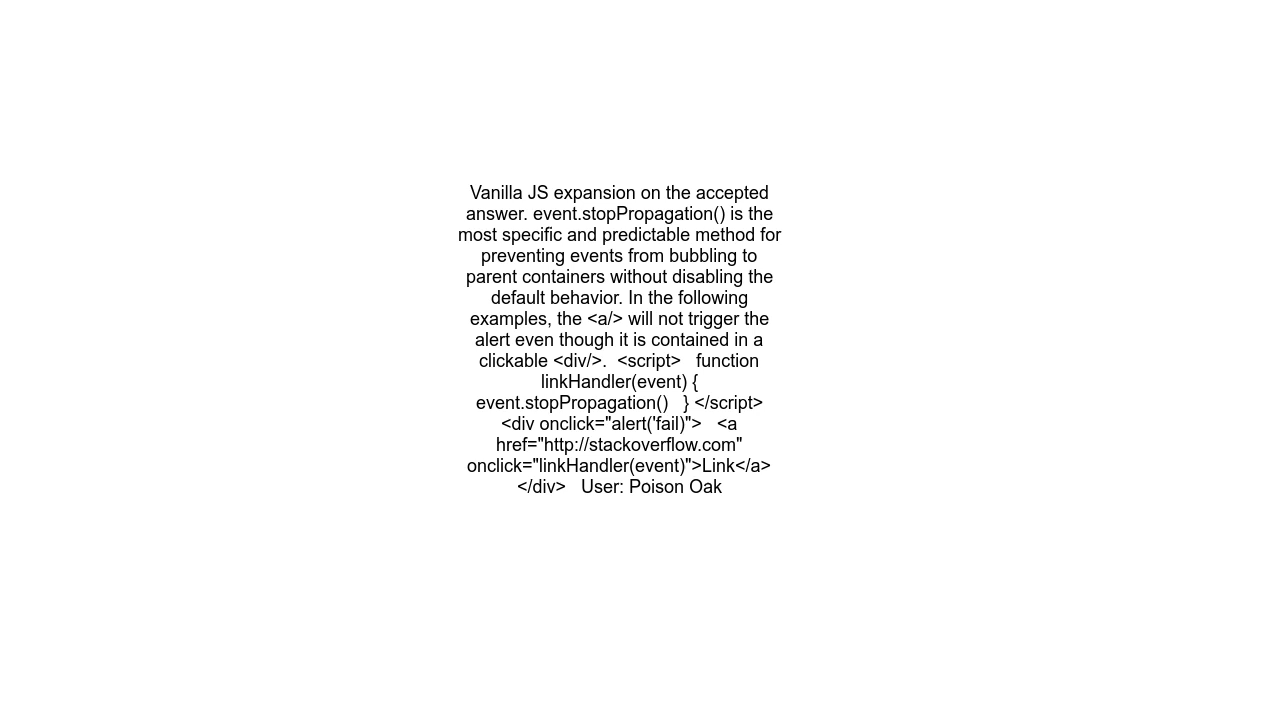 Vanilla JS expansion on the accepted
answer. event.stopPropagation() is the
most specific and predictable method for
preventing events from bubbling to
parent containers without disabling the
default behavior. In the following
examples, the <a/> will not trigger the
alert even though it is contained in a
clickable <div/>.  <script>   function
linkHandler(event) {
event.stopPropagation()   } </script>
<div onclick="alert('fail)">   <a
href="http://stackoverflow.com"
onclick="linkHandler(event)">Link</a>
</div>   User: Poison Oak